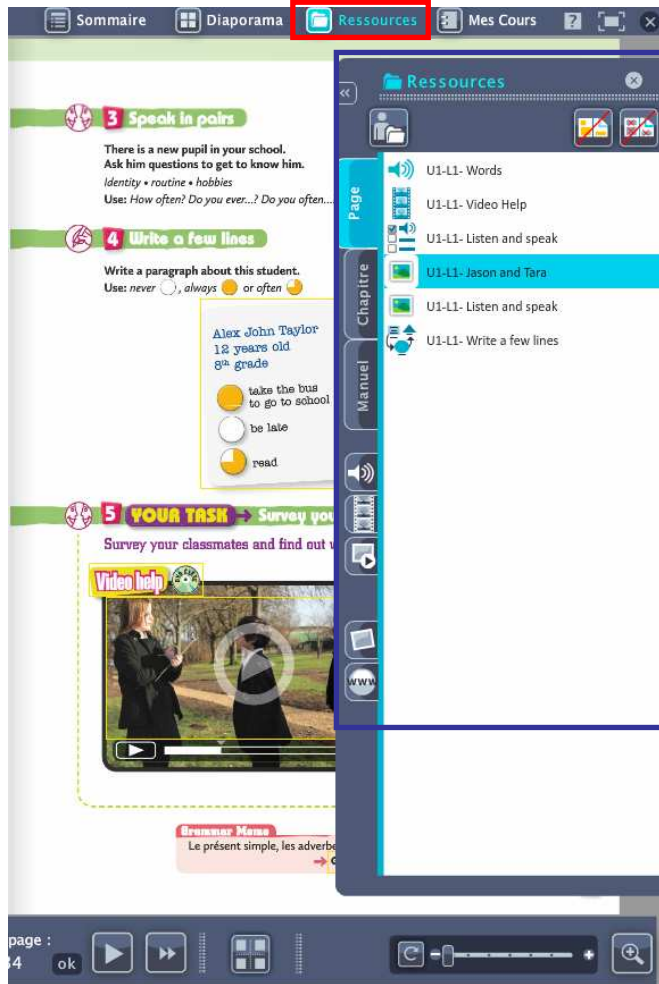 Sommaire
Diaporama
Ressources
Mes Cours
?
3 Speak in pairs
There is a new pupil in your school.
Ask him questions to get to know him.
Identity • routine • hobbies
Use: How often? Do you ever...? Do you often....
4 Write a few lines
Write a paragraph about this student.
Use: never , always or often
Alex John Taylor
12 years old
8th grade
take the bus
to go to school
be late
read
5 YOUR TASK → Survey you
Survey your classmates and find out
Video help
Grammar Memo
Le présent simple, les adverbe
Ressources
Page
Chapitre
Manuel
www
U1-L1- Words
U1-L1- Video Help
U1-L1- Listen and speak
U1-L1- Jason and Tara
U1-L1- Listen and speak
U1-L1- Write a few lines
page :
34 ok